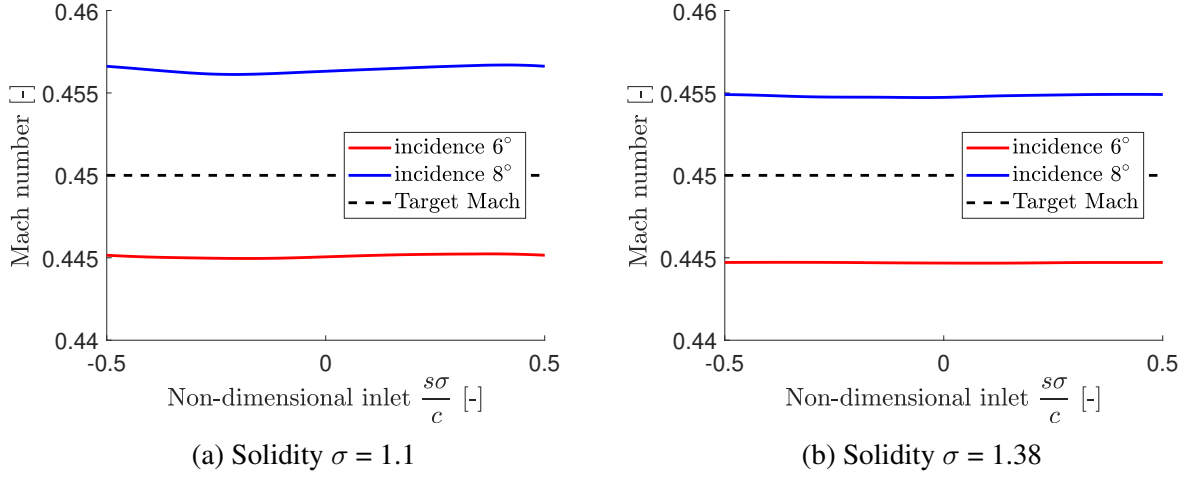 0.46
0.455
0.45
0.445
0.44
-0.5
0
0.5
Mach number [-]
incidence 6°
incidence 8°
Target Mach
Non-dimensional inlet sσ/c [-]
(a) Solidity σ = 1.1
0.46
0.455
0.45
0.445
0.44
-0.5
0
0.5
Mach number [-]
incidence 6°
incidence 8°
Target Mach
Non-dimensional inlet sσ/c [-]
(b) Solidity σ = 1.38